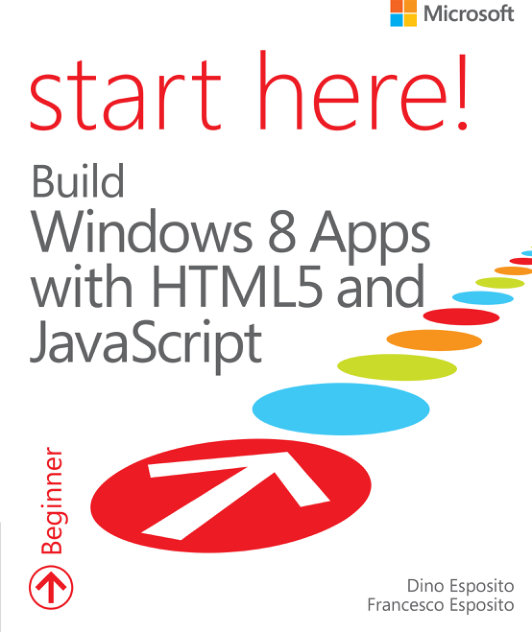 Microsoft
start here!
Build
Windows 8 Apps
with HTML5 and
JavaScript
Beginner
Dino Esposito
Francesco Esposito